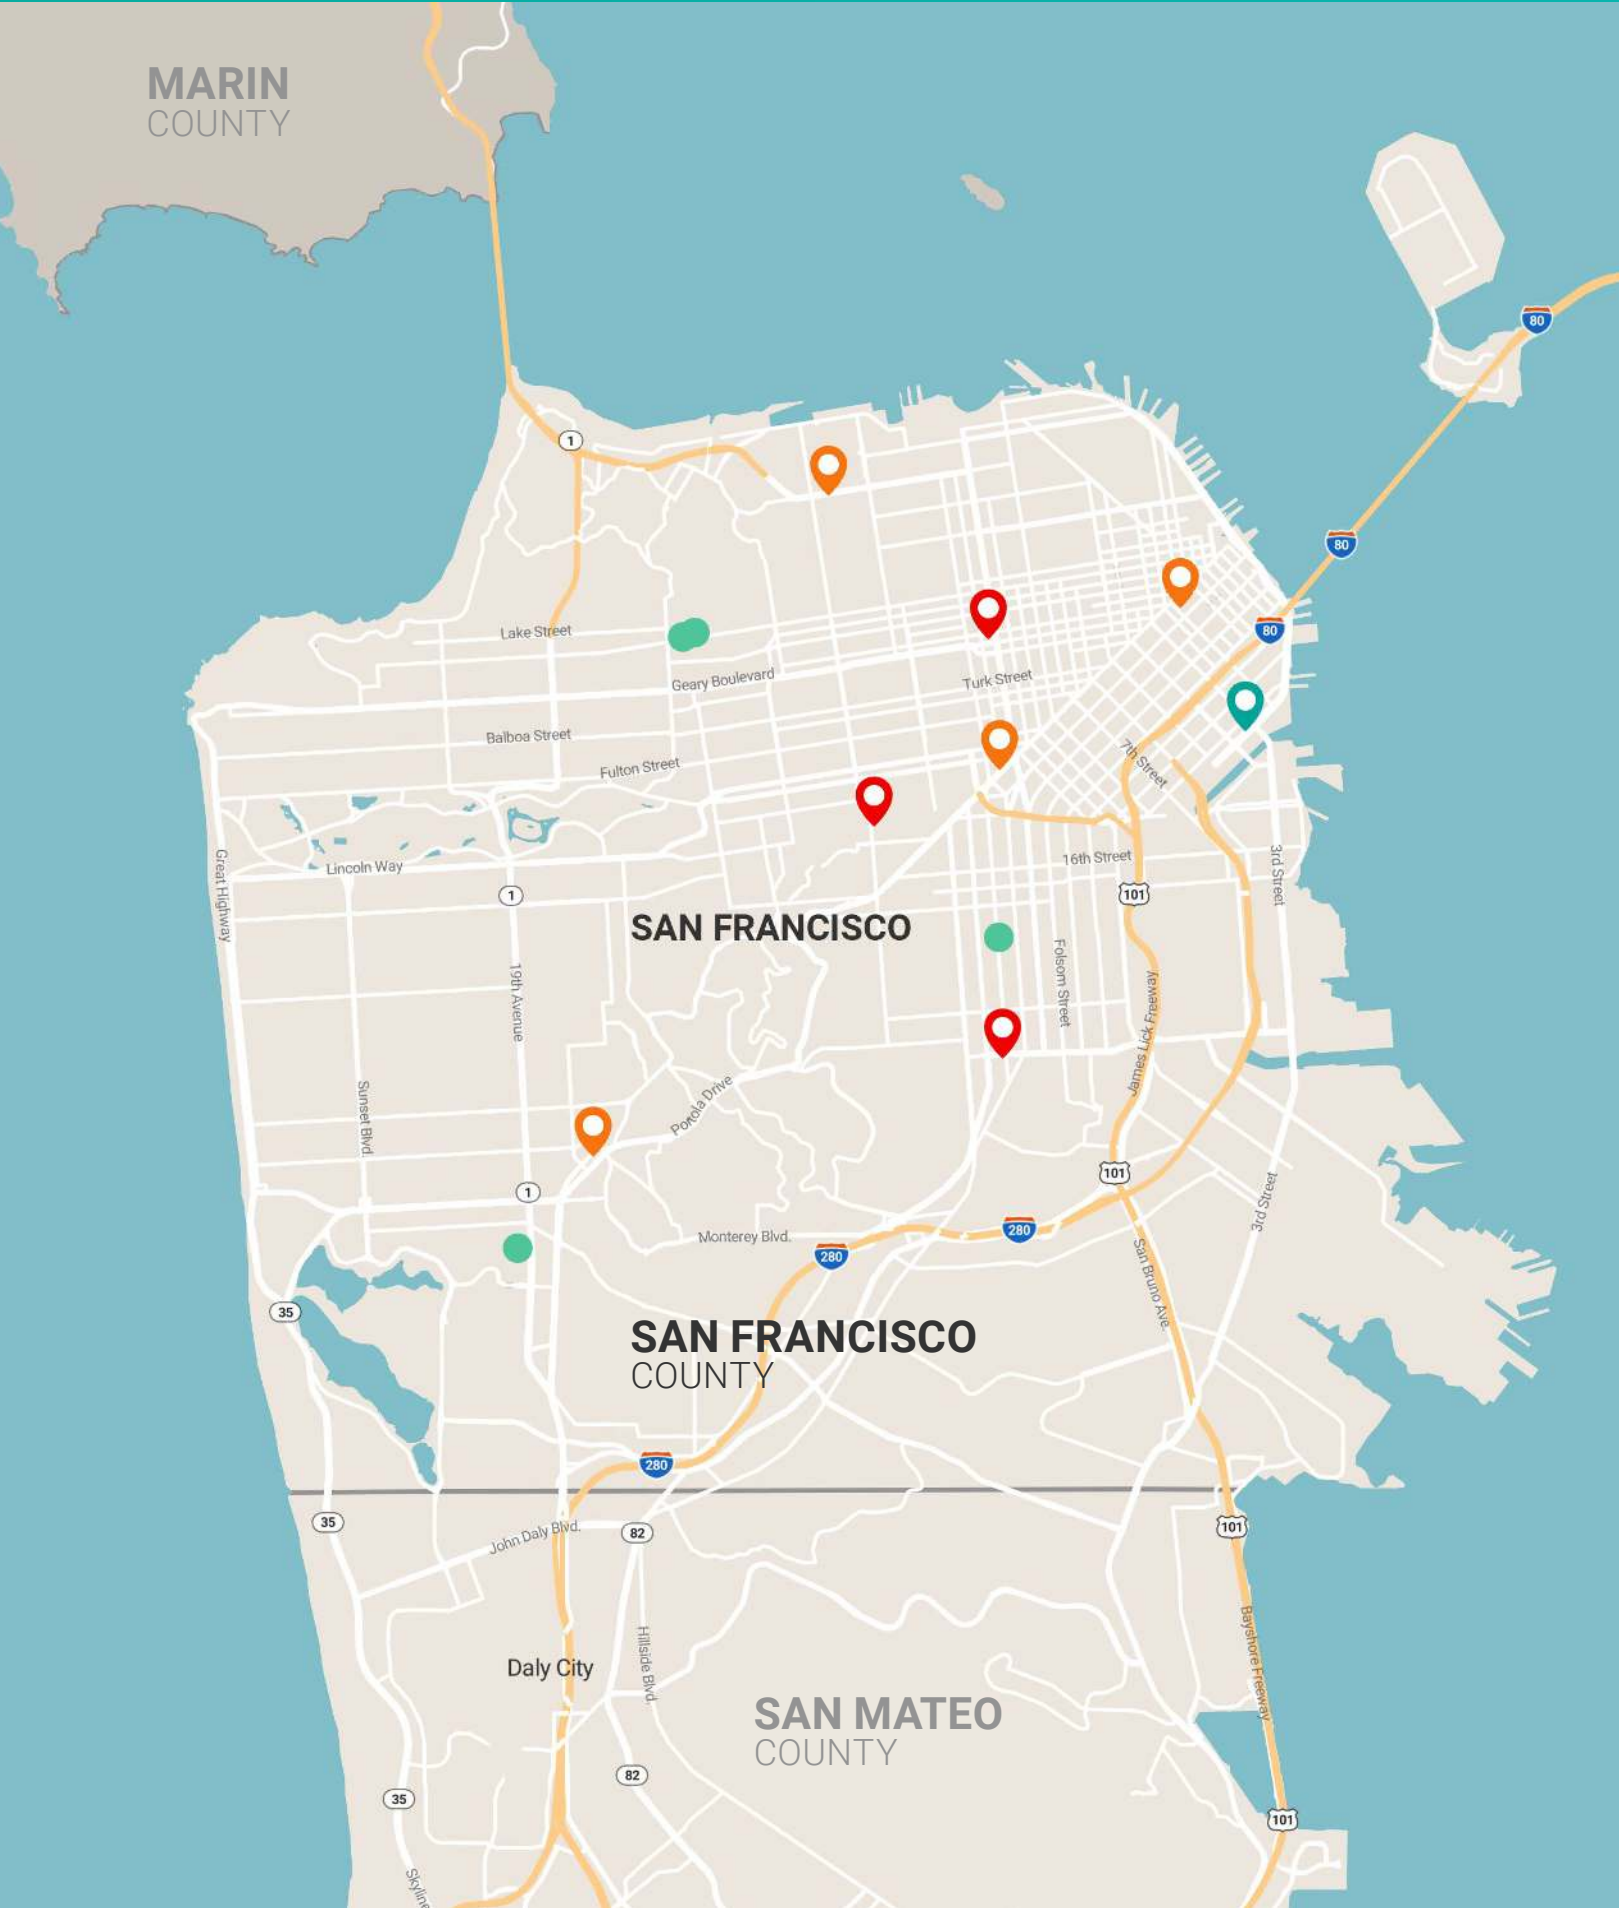 MARIN
COUNTY
80
1
80
Lake Street
80
Geary Boulevard
Turk Street
Balboa Street
Fulton Street
7th Street
Lincoln Way
16th Street
Great Highway
3rd Street
1
101
SAN FRANCISCO
Folsom Street
19th Avenue
James Lick Freeway
Sunset Blvd.
Portola Drive
101
1
3rd Street
Monterey Blvd.
280
280
San Bruno Ave.
35
SAN FRANCISCO
COUNTY
280
35
John Daly Blvd.
82
101
Hillside Blvd.
Bayshore Freeway
Daly City
SAN MATEO
COUNTY
82
35
101
Skyline